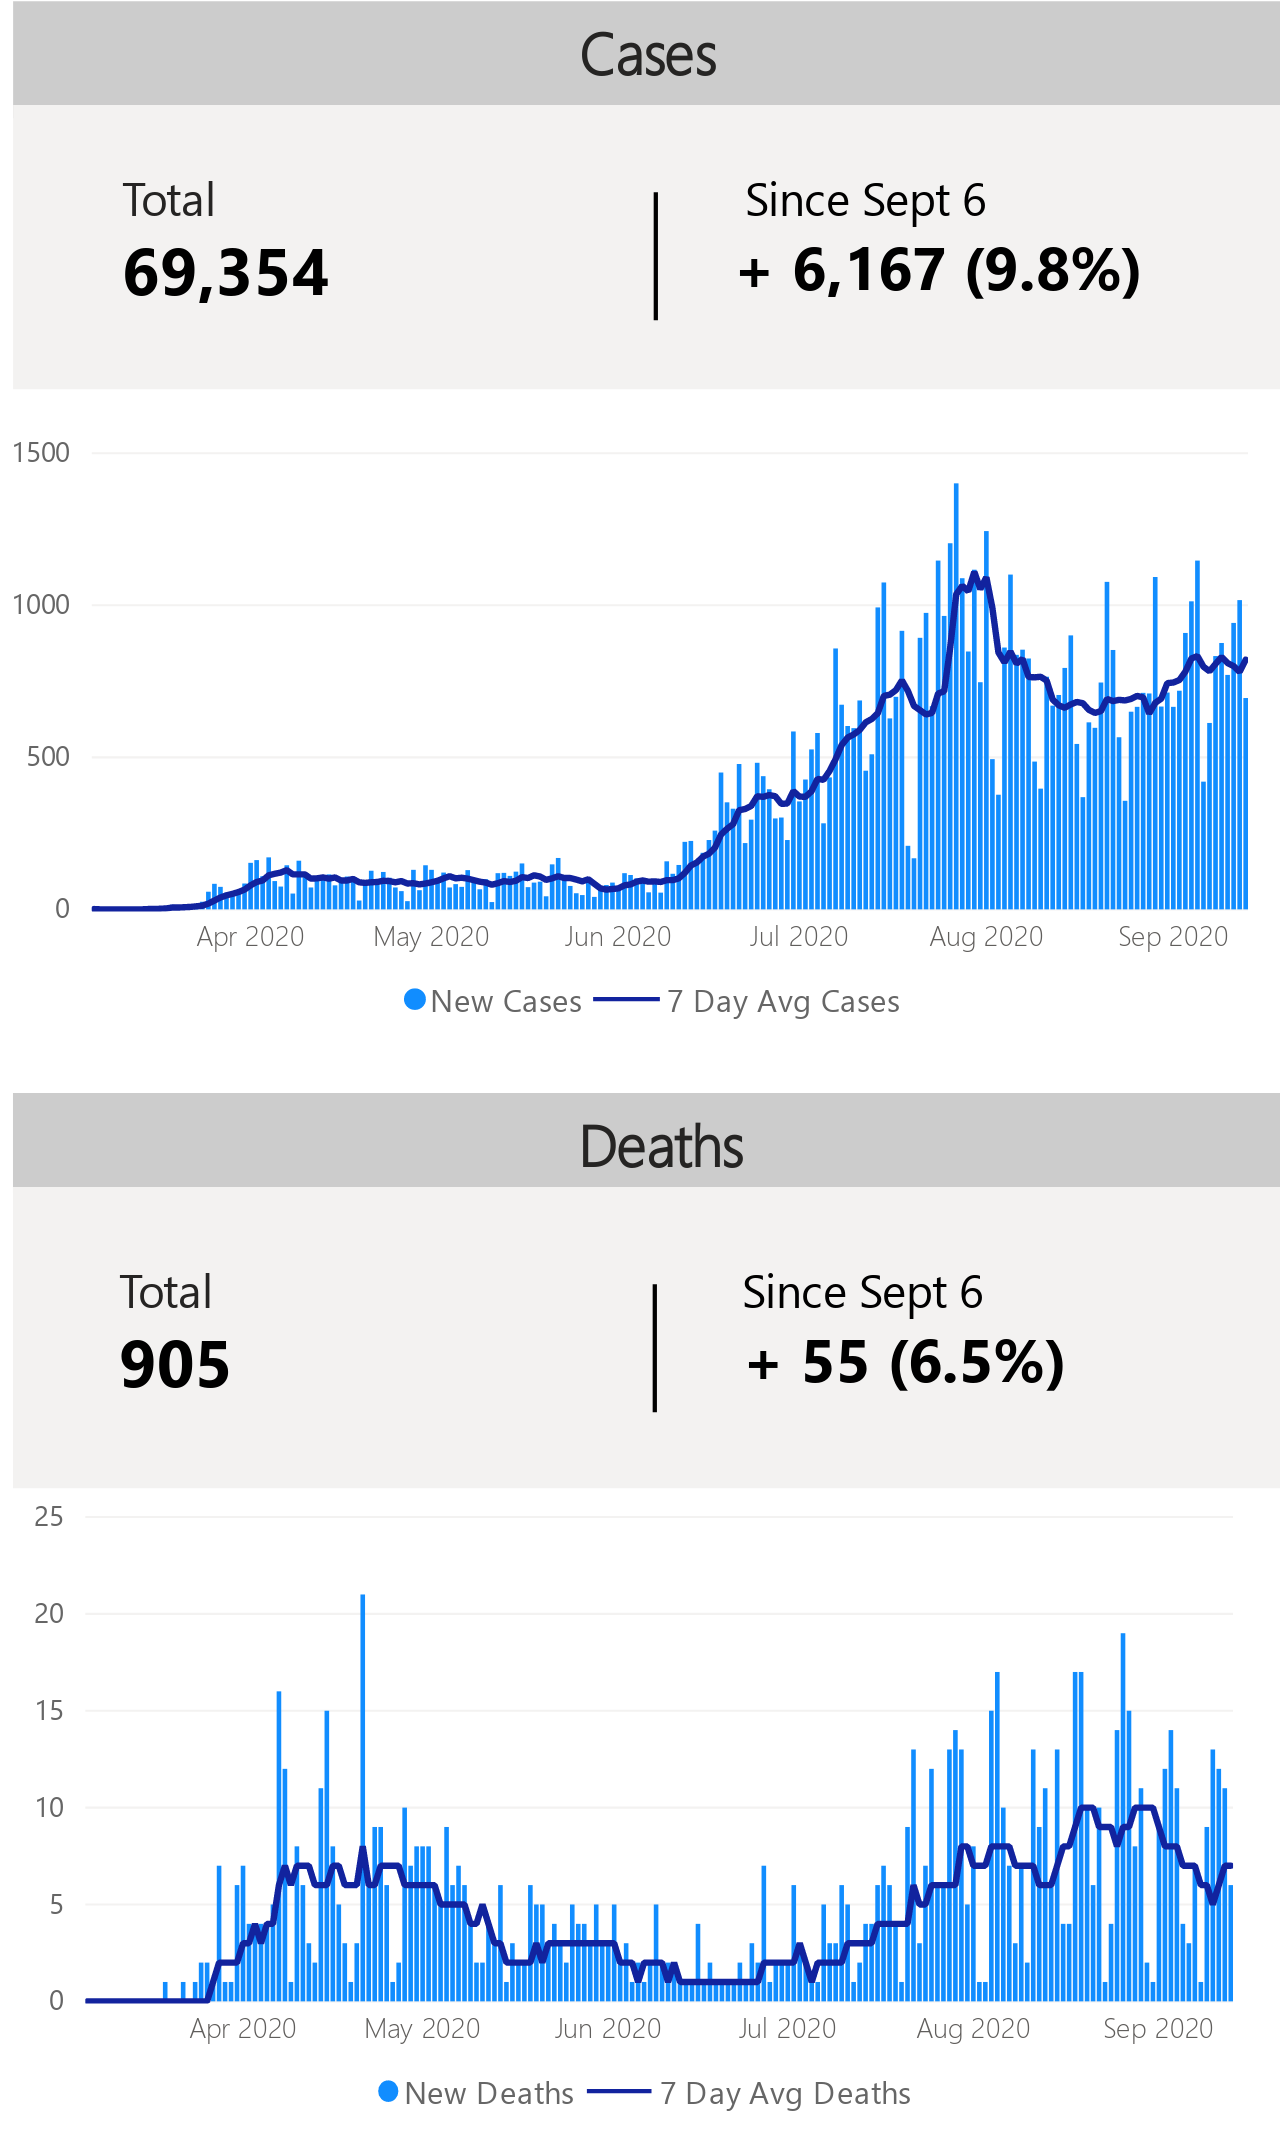 Cases
Total
Since Sept 6
69,354
+ 6,167 (9.8%)
1500
1000
500
0
Apr 2020 May 2020 Jun 2020 Jul 2020 Aug 2020 Sep 2020
New Cases 7 Day Avg Cases
Deaths
Total
Since Sept 6
905
+ 55 (6.5%)
25
20
15
10
5
0
Apr 2020 May 2020 Jun 2020 Jul 2020 Aug 2020 Sep 2020
New Deaths 7 Day Avg Deaths